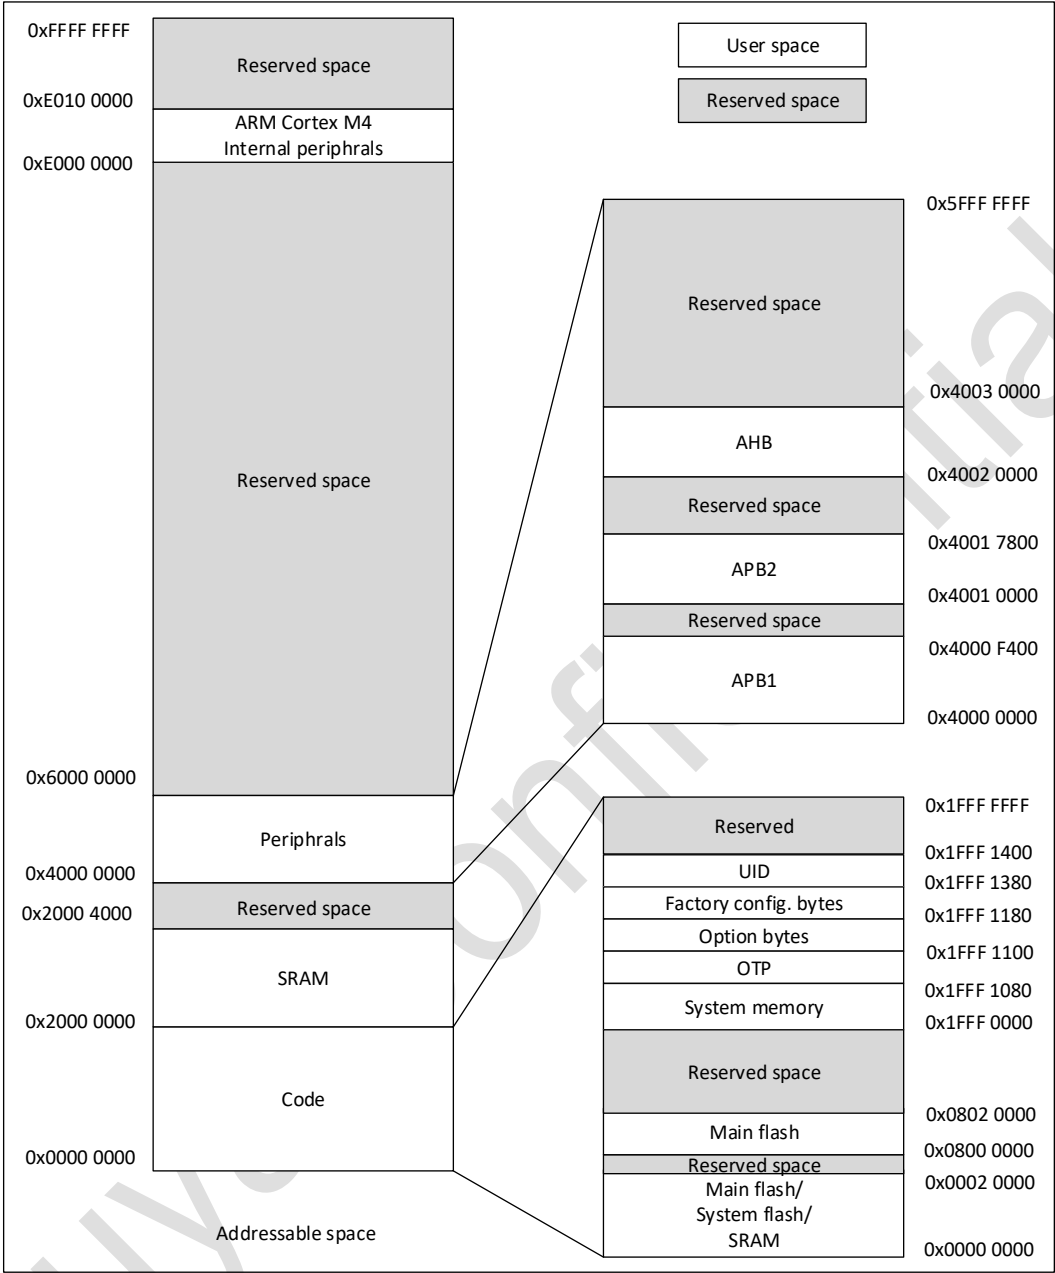 0xFFFF FFFF
Reserved space
0xE010 0000
ARM Cortex M4
Internal periphrals
0xE000 0000
Reserved space
0x6000 0000
Periphrals
0x4000 0000
Reserved space
0x2000 4000
SRAM
0x2000 0000
Code
0x0000 0000
Addressable space
User space
Reserved space
0x5FFF FFFF
Reserved space
0x4003 0000
AHB
0x4002 0000
Reserved space
0x4001 7800
APB2
0x4001 0000
Reserved space
0x4000 F400
APB1
0x4000 0000
0x1FFF FFFF
Reserved
0x1FFF 1400
UID
0x1FFF 1380
Factory config. bytes
0x1FFF 1180
Option bytes
0x1FFF 1100
OTP
0x1FFF 1080
System memory
0x1FFF 0000
Reserved space
0x0802 0000
Main flash
0x0800 0000
Reserved space
0x0002 0000
Main flash/
System flash/
SRAM
0x0000 0000